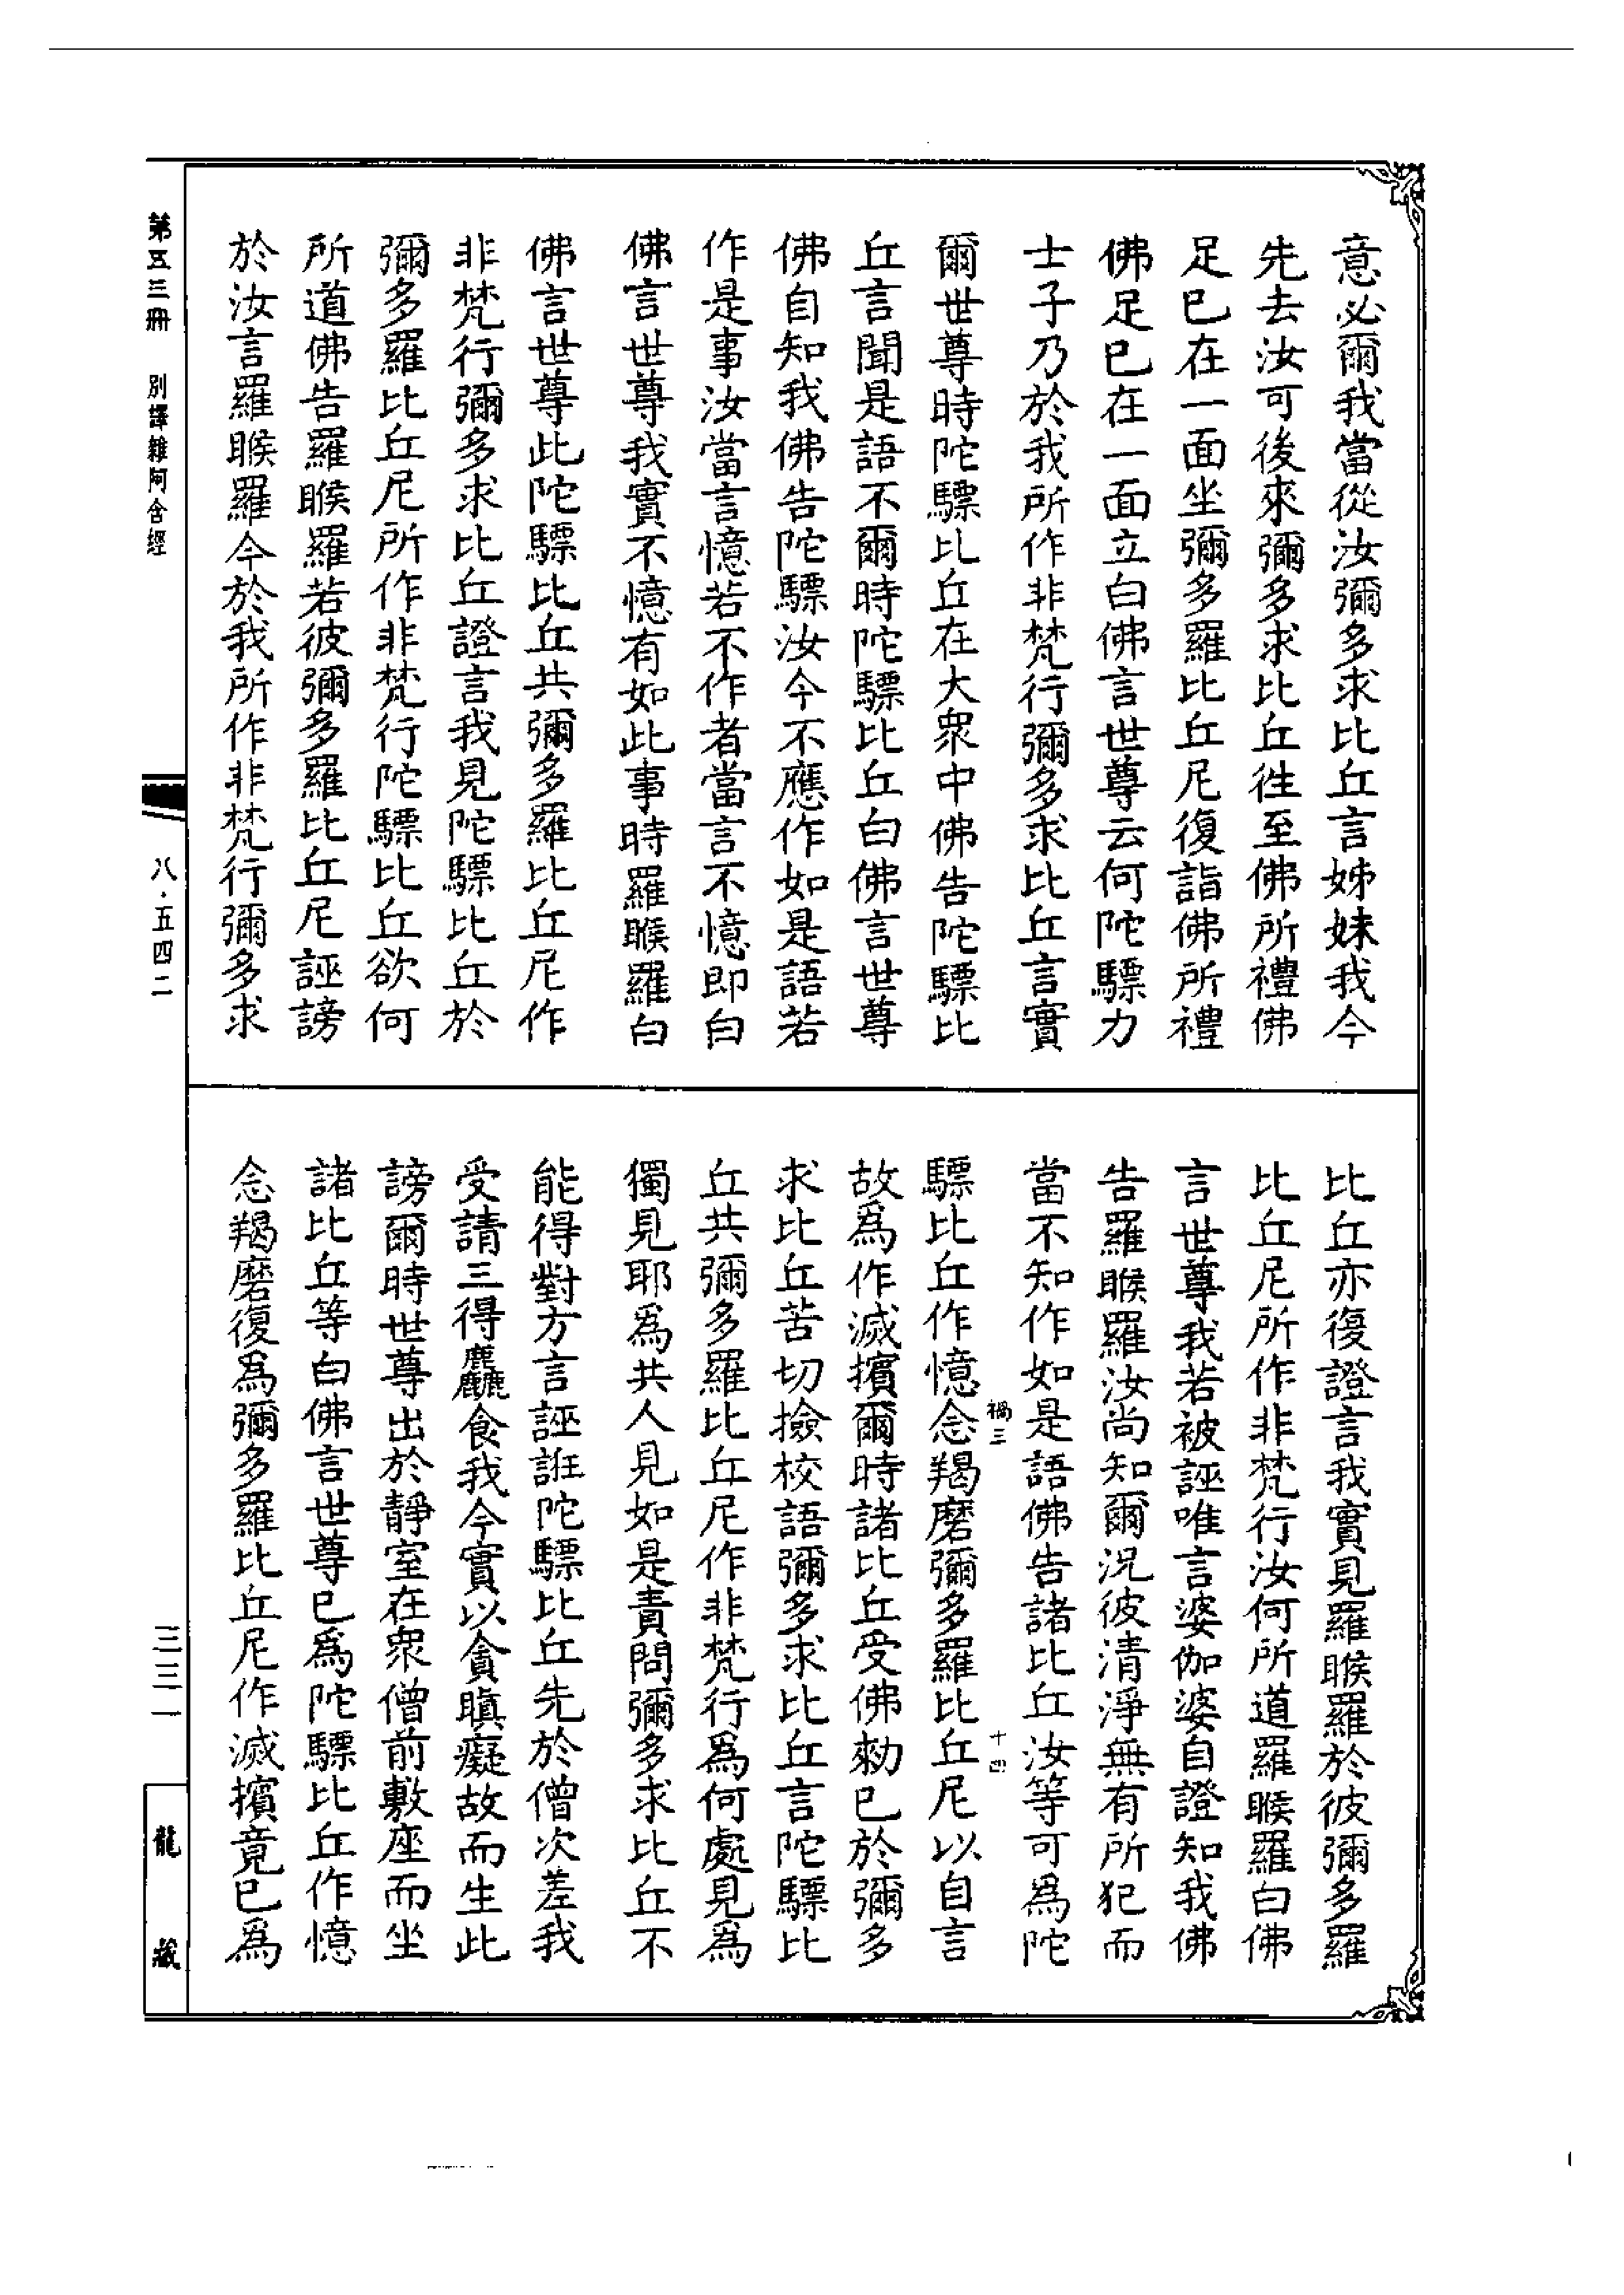 意必爾我當從汝彌多求比丘言姊妹我今
先去汝可後來彌多求比丘徃至佛所禮佛
足已在一面坐彌多羅比丘尼復詣佛所禮
佛足已在一面立白佛言世尊云何陀驃力
士子乃於我所作非梵行彌多求比丘言實
爾世尊時陀驃比丘在大衆中佛告陀驃比
丘言聞是語不爾時陀驃比丘白佛言世尊
佛自知我佛告陀驃汝今不應作如是語若
作是事汝當言憶若不作者當言不憶即白
佛言世尊我實不憶有如此事時羅睺羅白
佛言世尊此陀驃比丘共彌多羅比丘尼作
非梵行彌多求比丘證言我見陀驃比丘於
彌多羅比丘尼所作非梵行陀驃比丘欲何
所道佛告羅睺羅若彼彌多羅比丘尼誣謗
於汝言羅睺羅今於我所作非梵行彌多求
比丘亦復證言我實見羅睺羅於彼彌多羅
比丘尼所作非梵行汝何所道羅睺羅白佛
言世尊我若被誣唯言婆伽婆自證知我佛
告羅睺羅汝尚知爾況彼清淨無有所犯而
當不知作如是語佛告諸比丘汝等可爲陀
禍三 十四
驃比丘作憶念羯磨彌多羅比丘尼以自言
故爲作滅擯爾時諸比丘受佛勑已於彌多
求比丘苦切撿校語彌多求比丘言陀驃比
丘共彌多羅比丘尼作非梵行爲何處見爲
獨見耶爲共人見如是責問彌多求比丘不
能得對方言誣誑陀驃比丘先於僧次差我
受請三得麤食我今實以貪瞋癡故而生此
謗爾時世尊出於靜室在衆僧前敷座而坐
諸比丘等白佛言世尊已爲陀驃比丘作憶
念羯磨復爲彌多羅比丘尼作滅擯竟已爲
第五三冊 別譯雜阿含經
八·五四二
三三一
龍藏